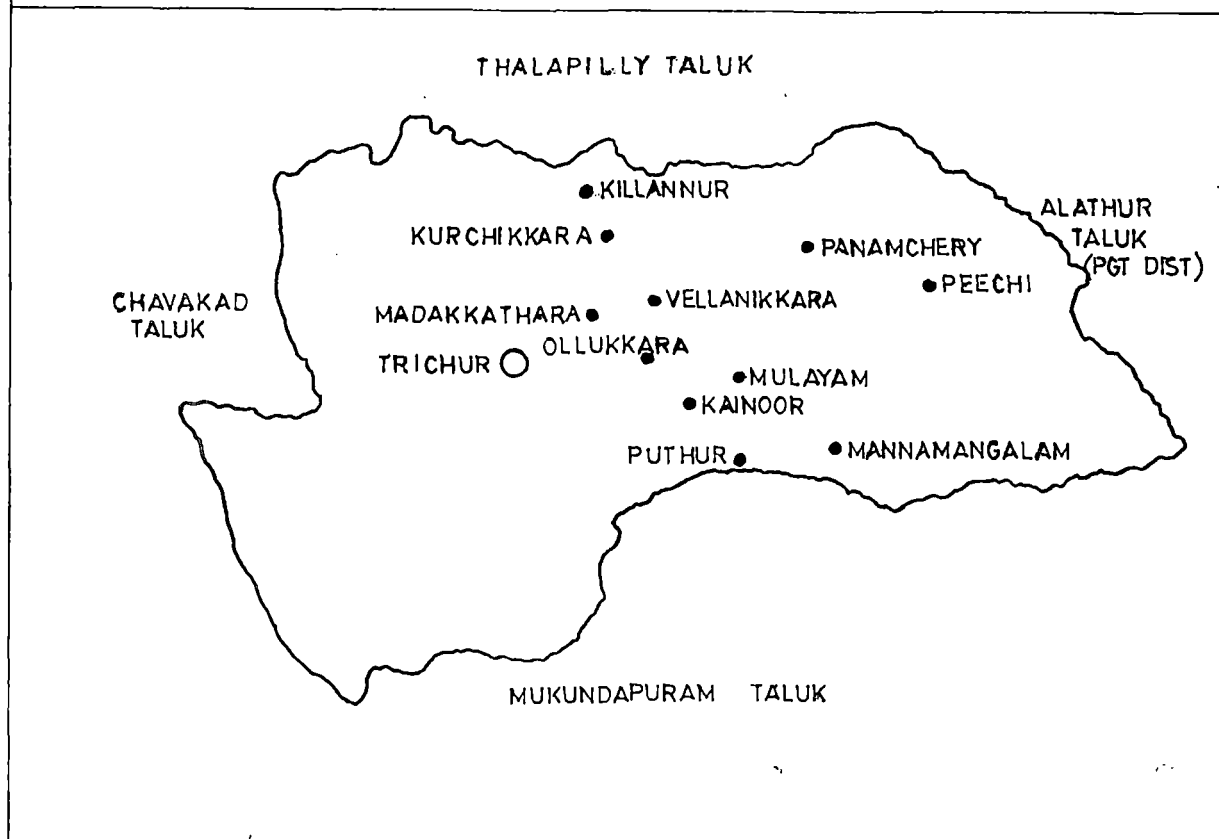 THALAPILLY TALUK
KILLANNUR
ALATHUR
TALUK
(PGT DIST)
KURCHIKKARA
PANAMCHERY
PEECHI
CHAVAKAD
TALUK
VELLANIKKARA
MADAKKATHARA
OLLUKKARA
TRICHUR
MULAYAM
KAINOOR
PUTHUR
MANNAMANGALAM
MUKUNDAPURAM TALUK